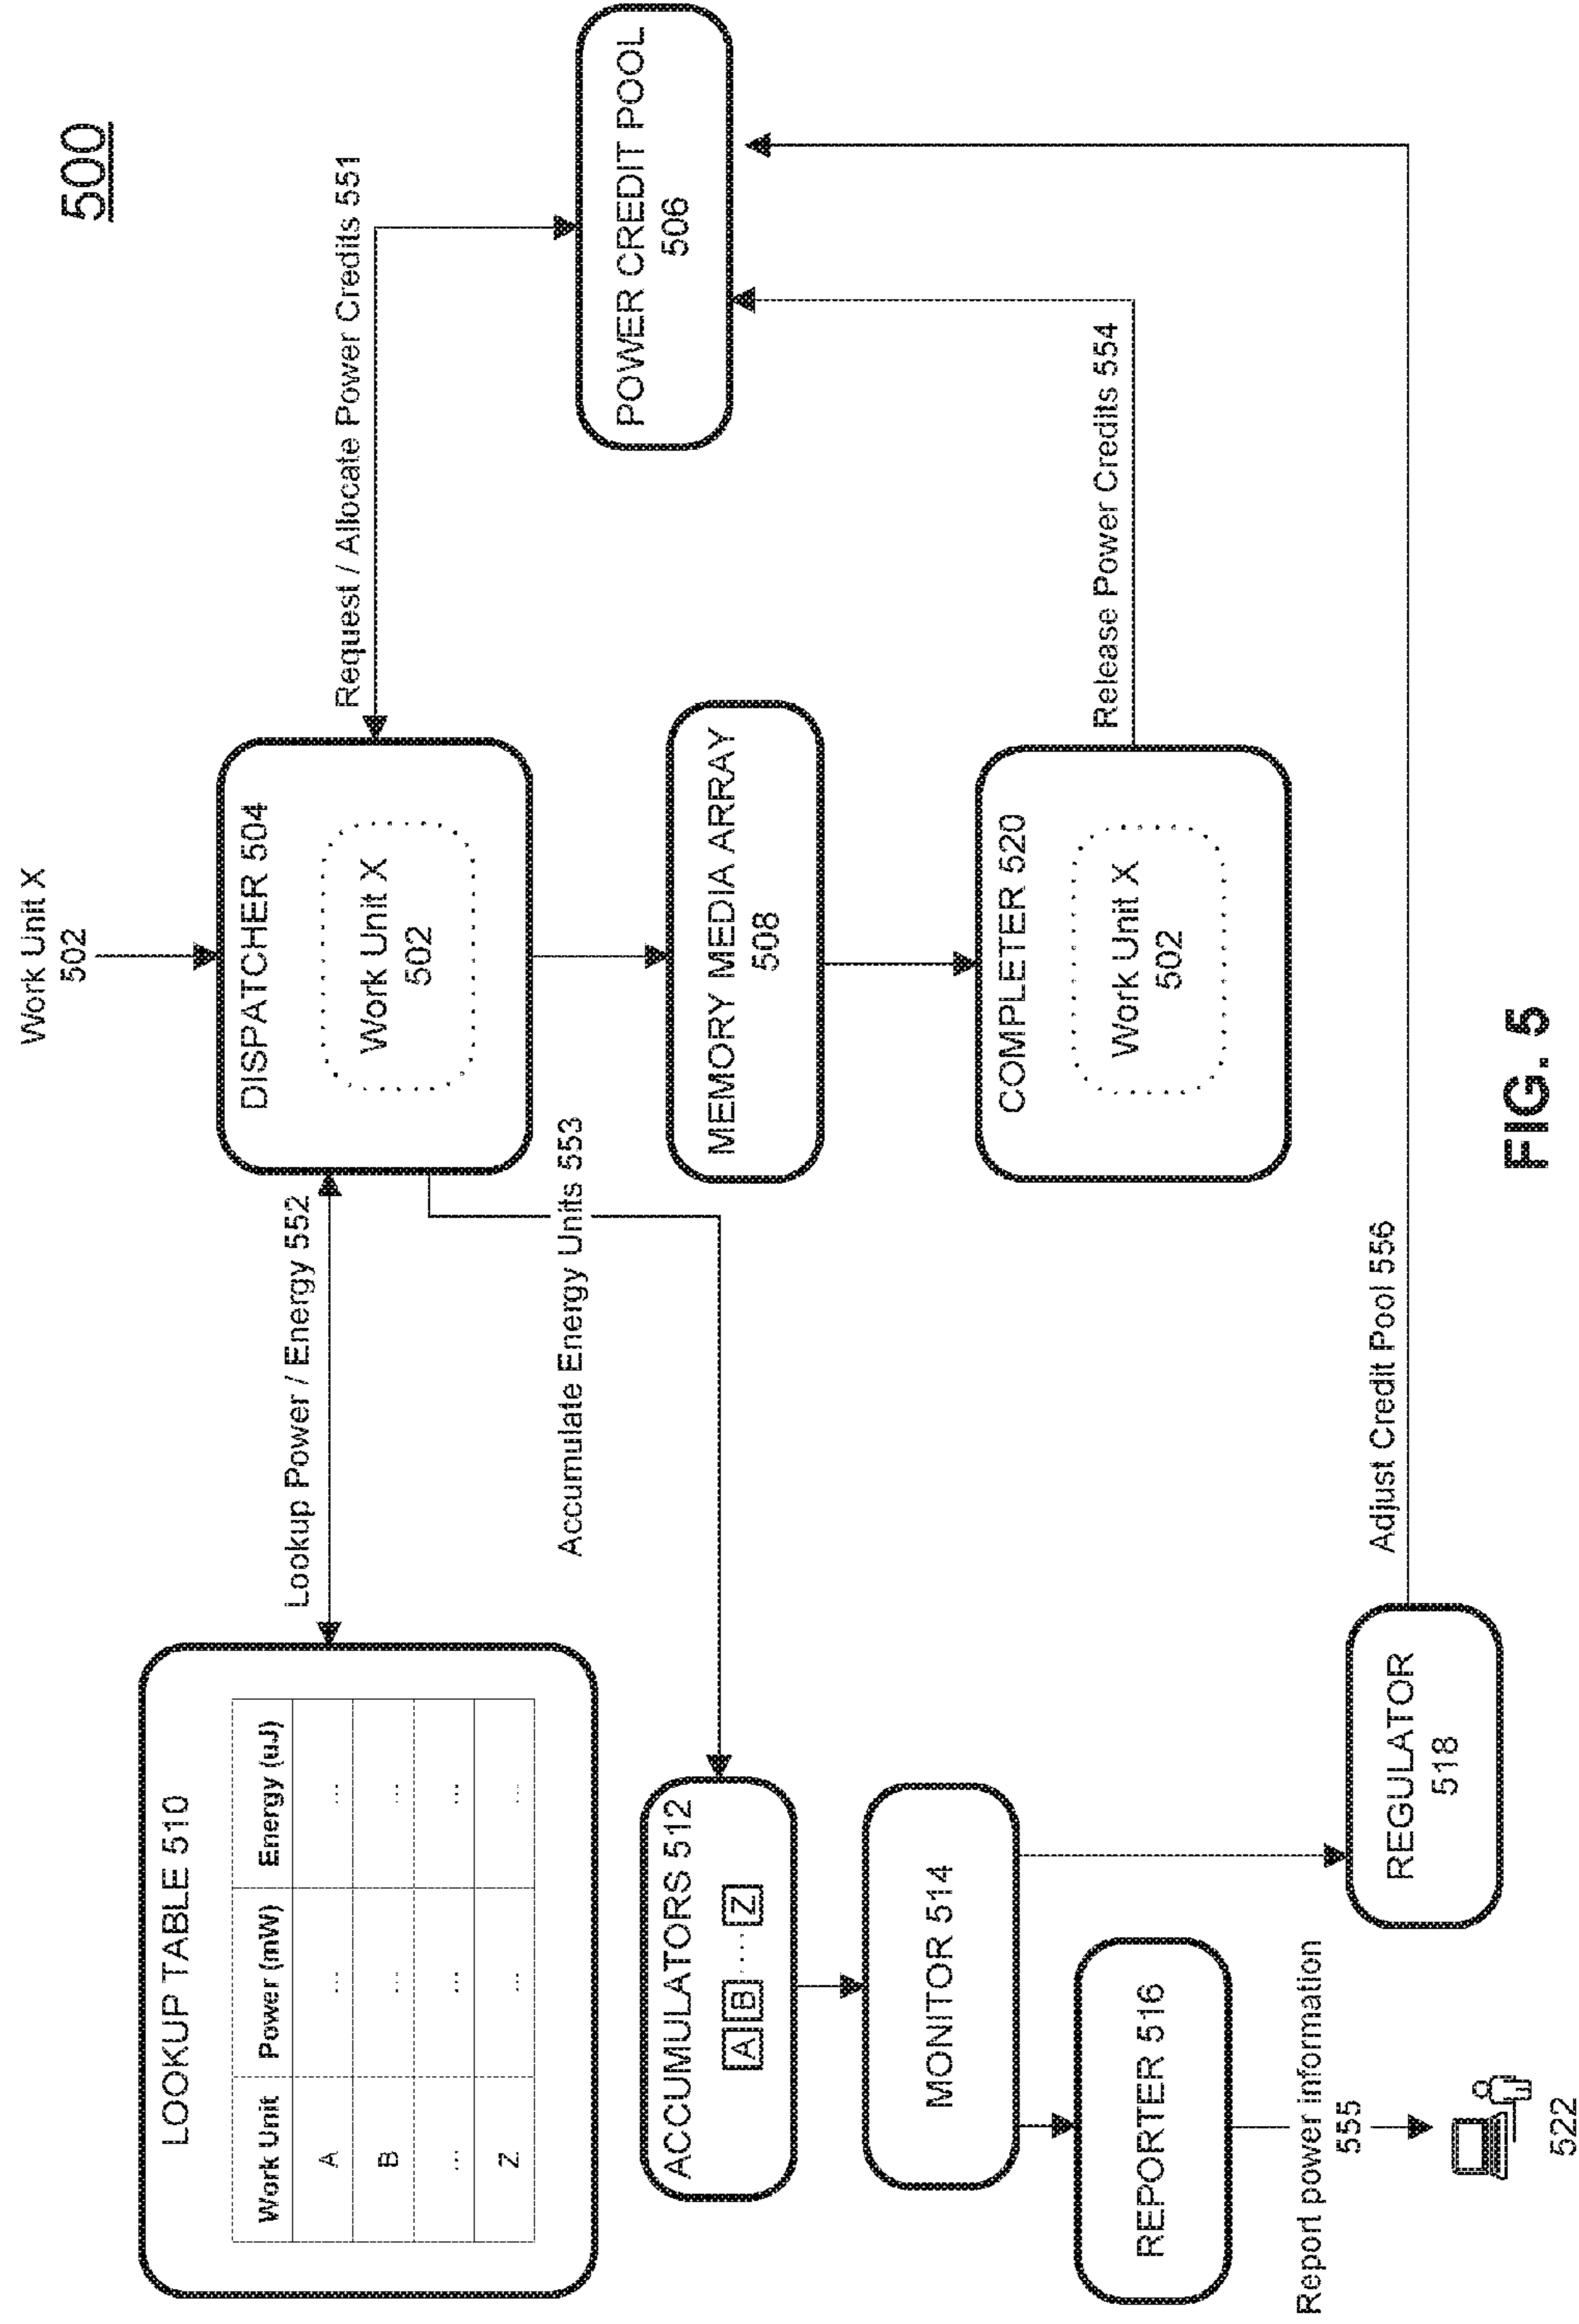 500
Work Unit X
502
LOOKUP TABLE 510
Work Unit Power (mW) Energy (uJ)
A ... ...
B ... ...
... ... ...
Z ... ...
Lookup Power / Energy 552
DISPATCHER 504
Work Unit X
502
Request / Allocate Power Credits 551
Accumulate Energy Units 553
POWER CREDIT POOL
506
ACCUMULATORS 512
A B ..... Z
MEMORY MEDIA ARRAY
508
MONITOR 514
COMPLETER 520
Work Unit X
502
Release Power Credits 554
REPORTER 516
Report power information
555
522
REGULATOR
518
Adjust Credit Pool 556
FIG. 5